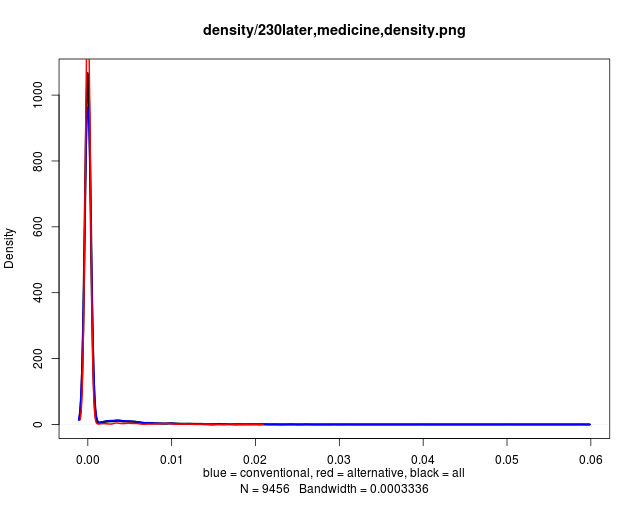 density/230later,medicine,density.png
Density
1000
800
600
400
200
0
0.00 0.01 0.02 0.03 0.04 0.05 0.06
blue = conventional, red = alternative, black = all
N = 9456 Bandwidth = 0.0003336